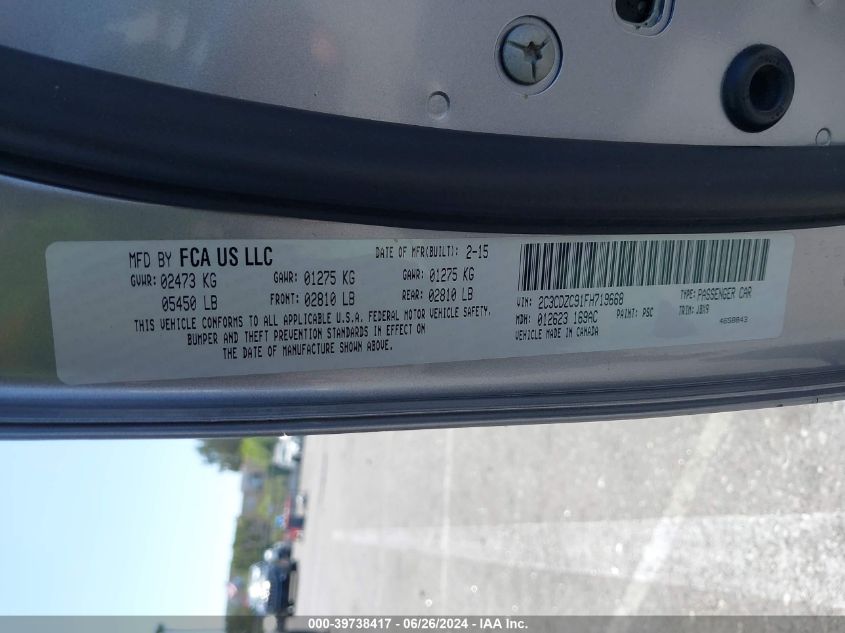 MFD BY FCA US LLC
DATE OF MFR(BUILT): 2-15
GVWR: 02473 KG
GAWR: 01275 KG
GAWR: 01275 KG
05450 LB
FRONT: 02810 LB
REAR: 02810 LB
THIS VEHICLE CONFORMS TO ALL APPLICABLE U.S.A. FEDERAL MOTOR VEHICLE SAFETY,
BUMPER AND THEFT PREVENTION STANDARDS IN EFFECT ON
THE DATE OF MANUFACTURE SHOWN ABOVE.
VIN: 2C3CDZC91FH719668
TYPE: PASSENGER CAR
MDH: 012623 169AC
PAINT: PSC
TRIM:
VEHICLE MADE IN CANADA
4658843
000-39738417 | 06/26/2024 | IAA Inc.